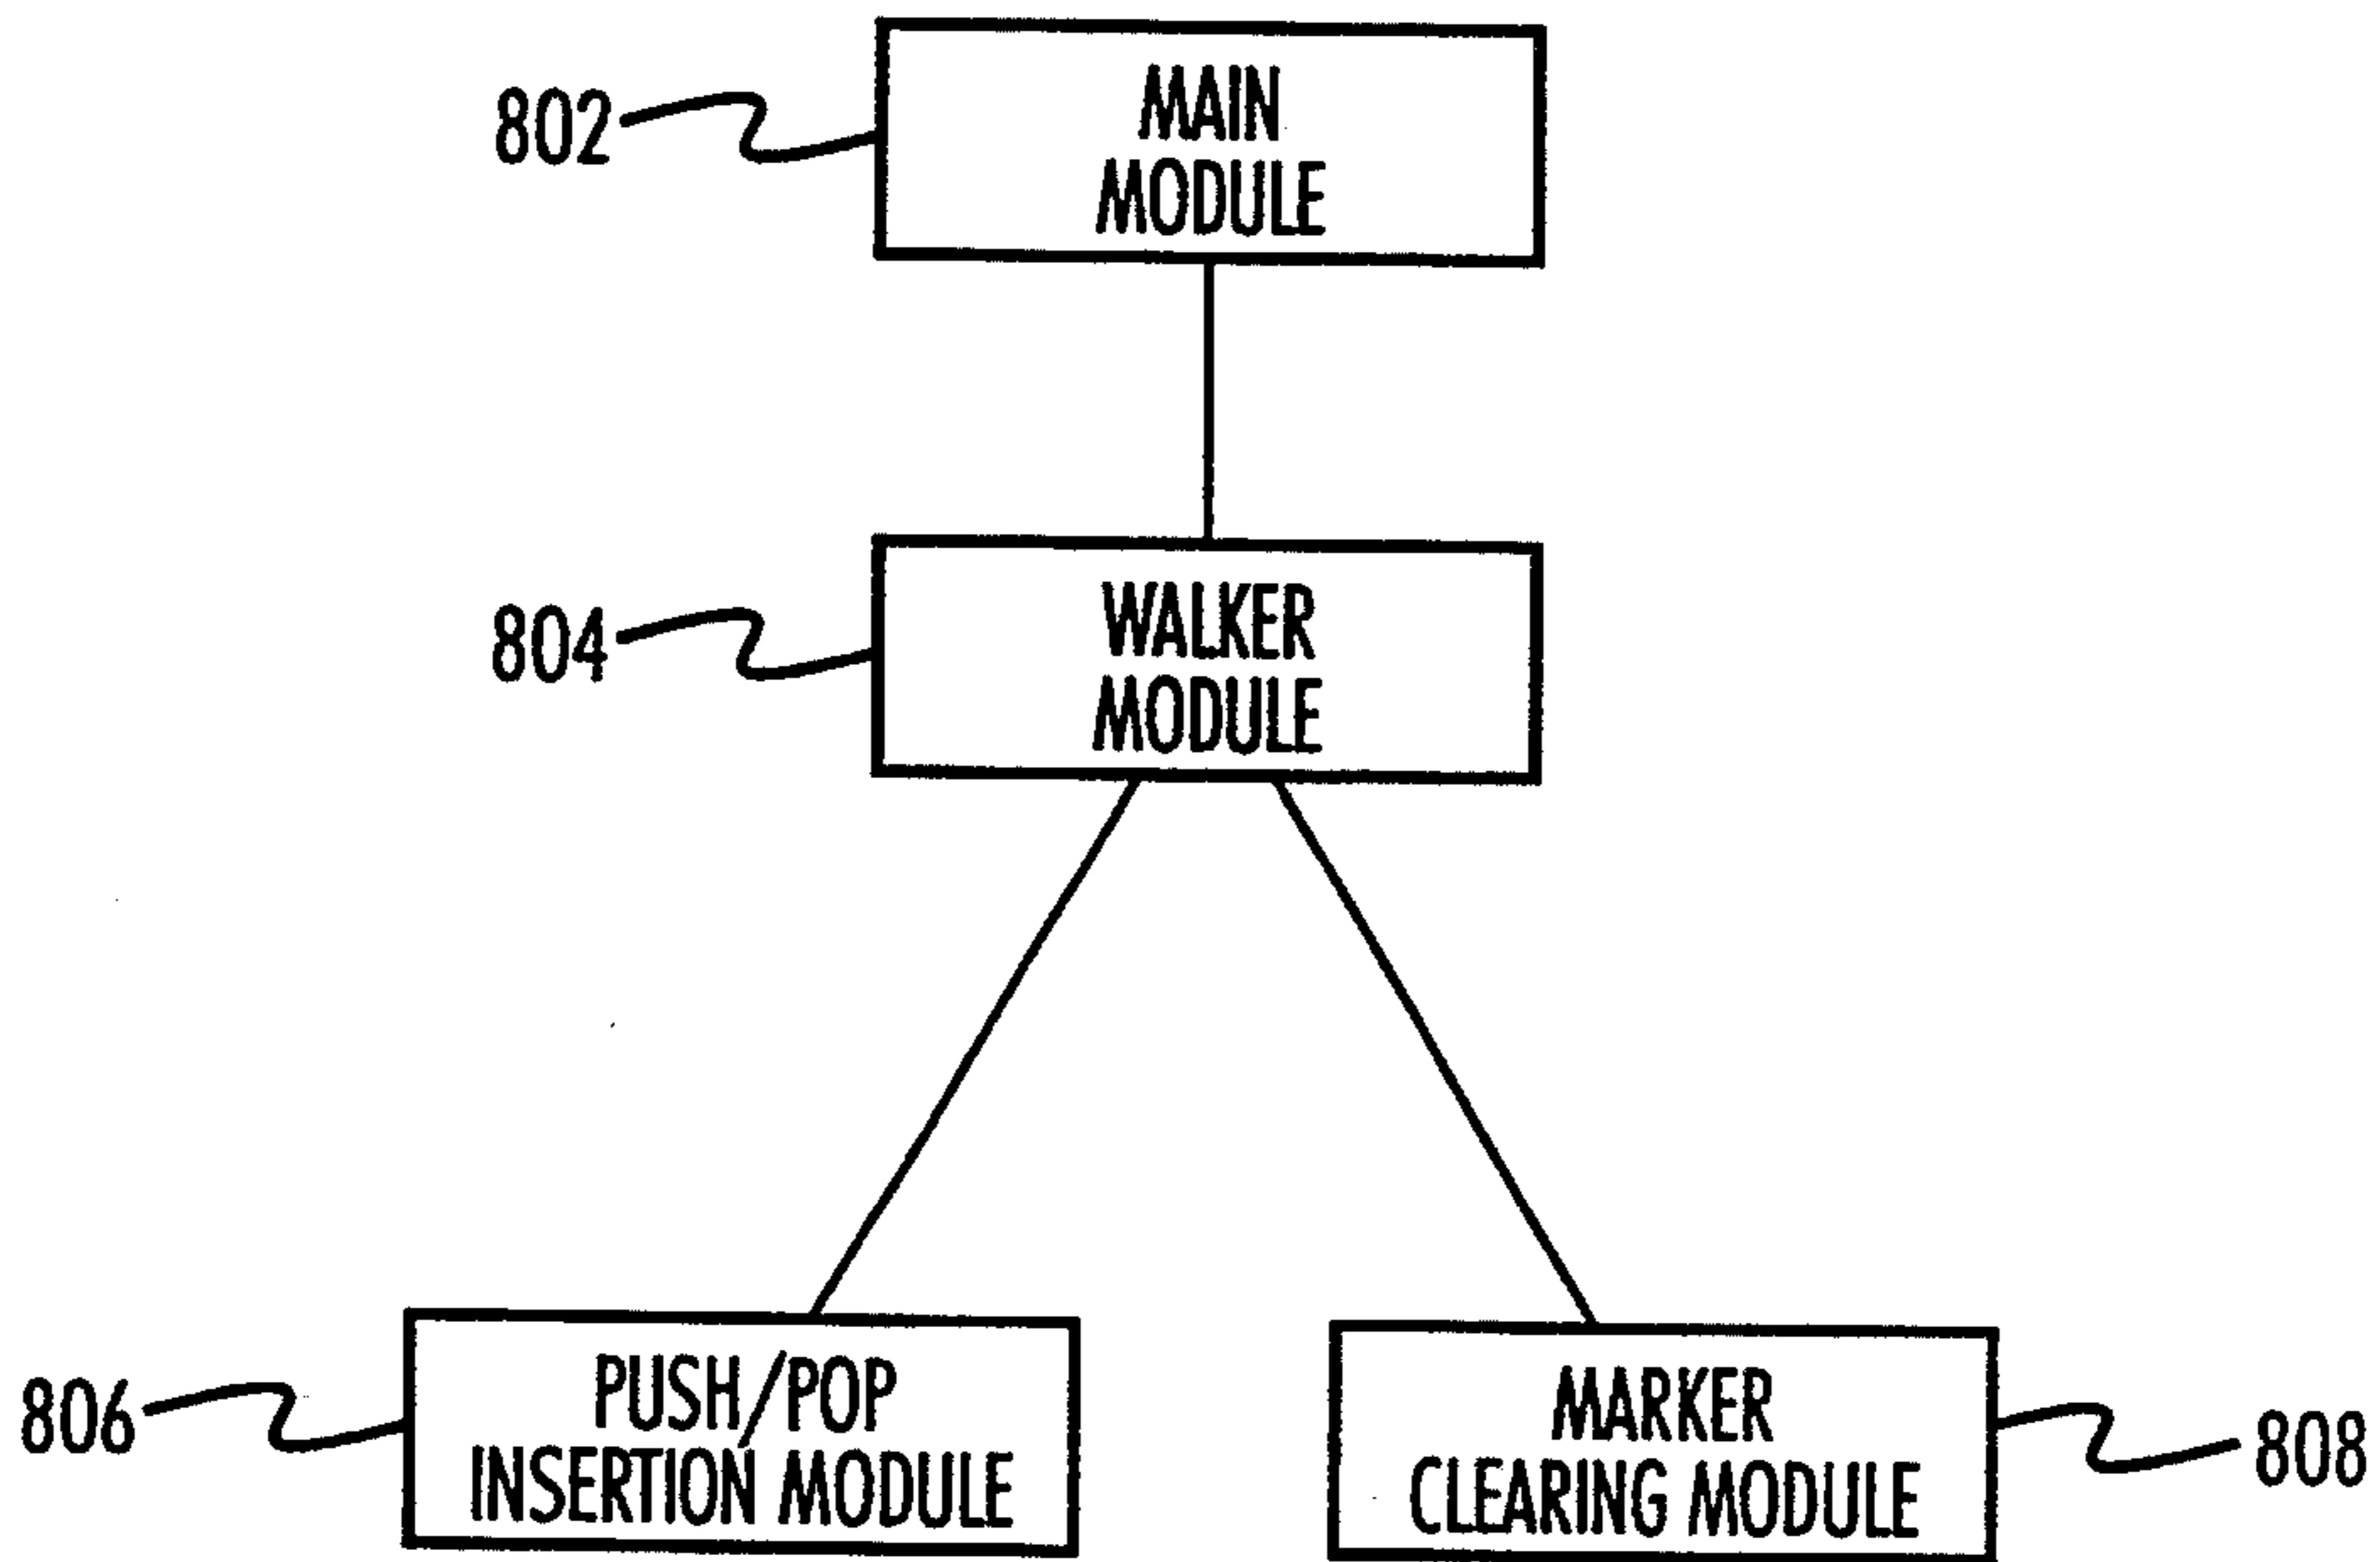 802
MAIN
MODULE
804
WALKER
MODULE
806
PUSH/POP
INSERTION MODULE
MARKER
CLEARING MODULE
808